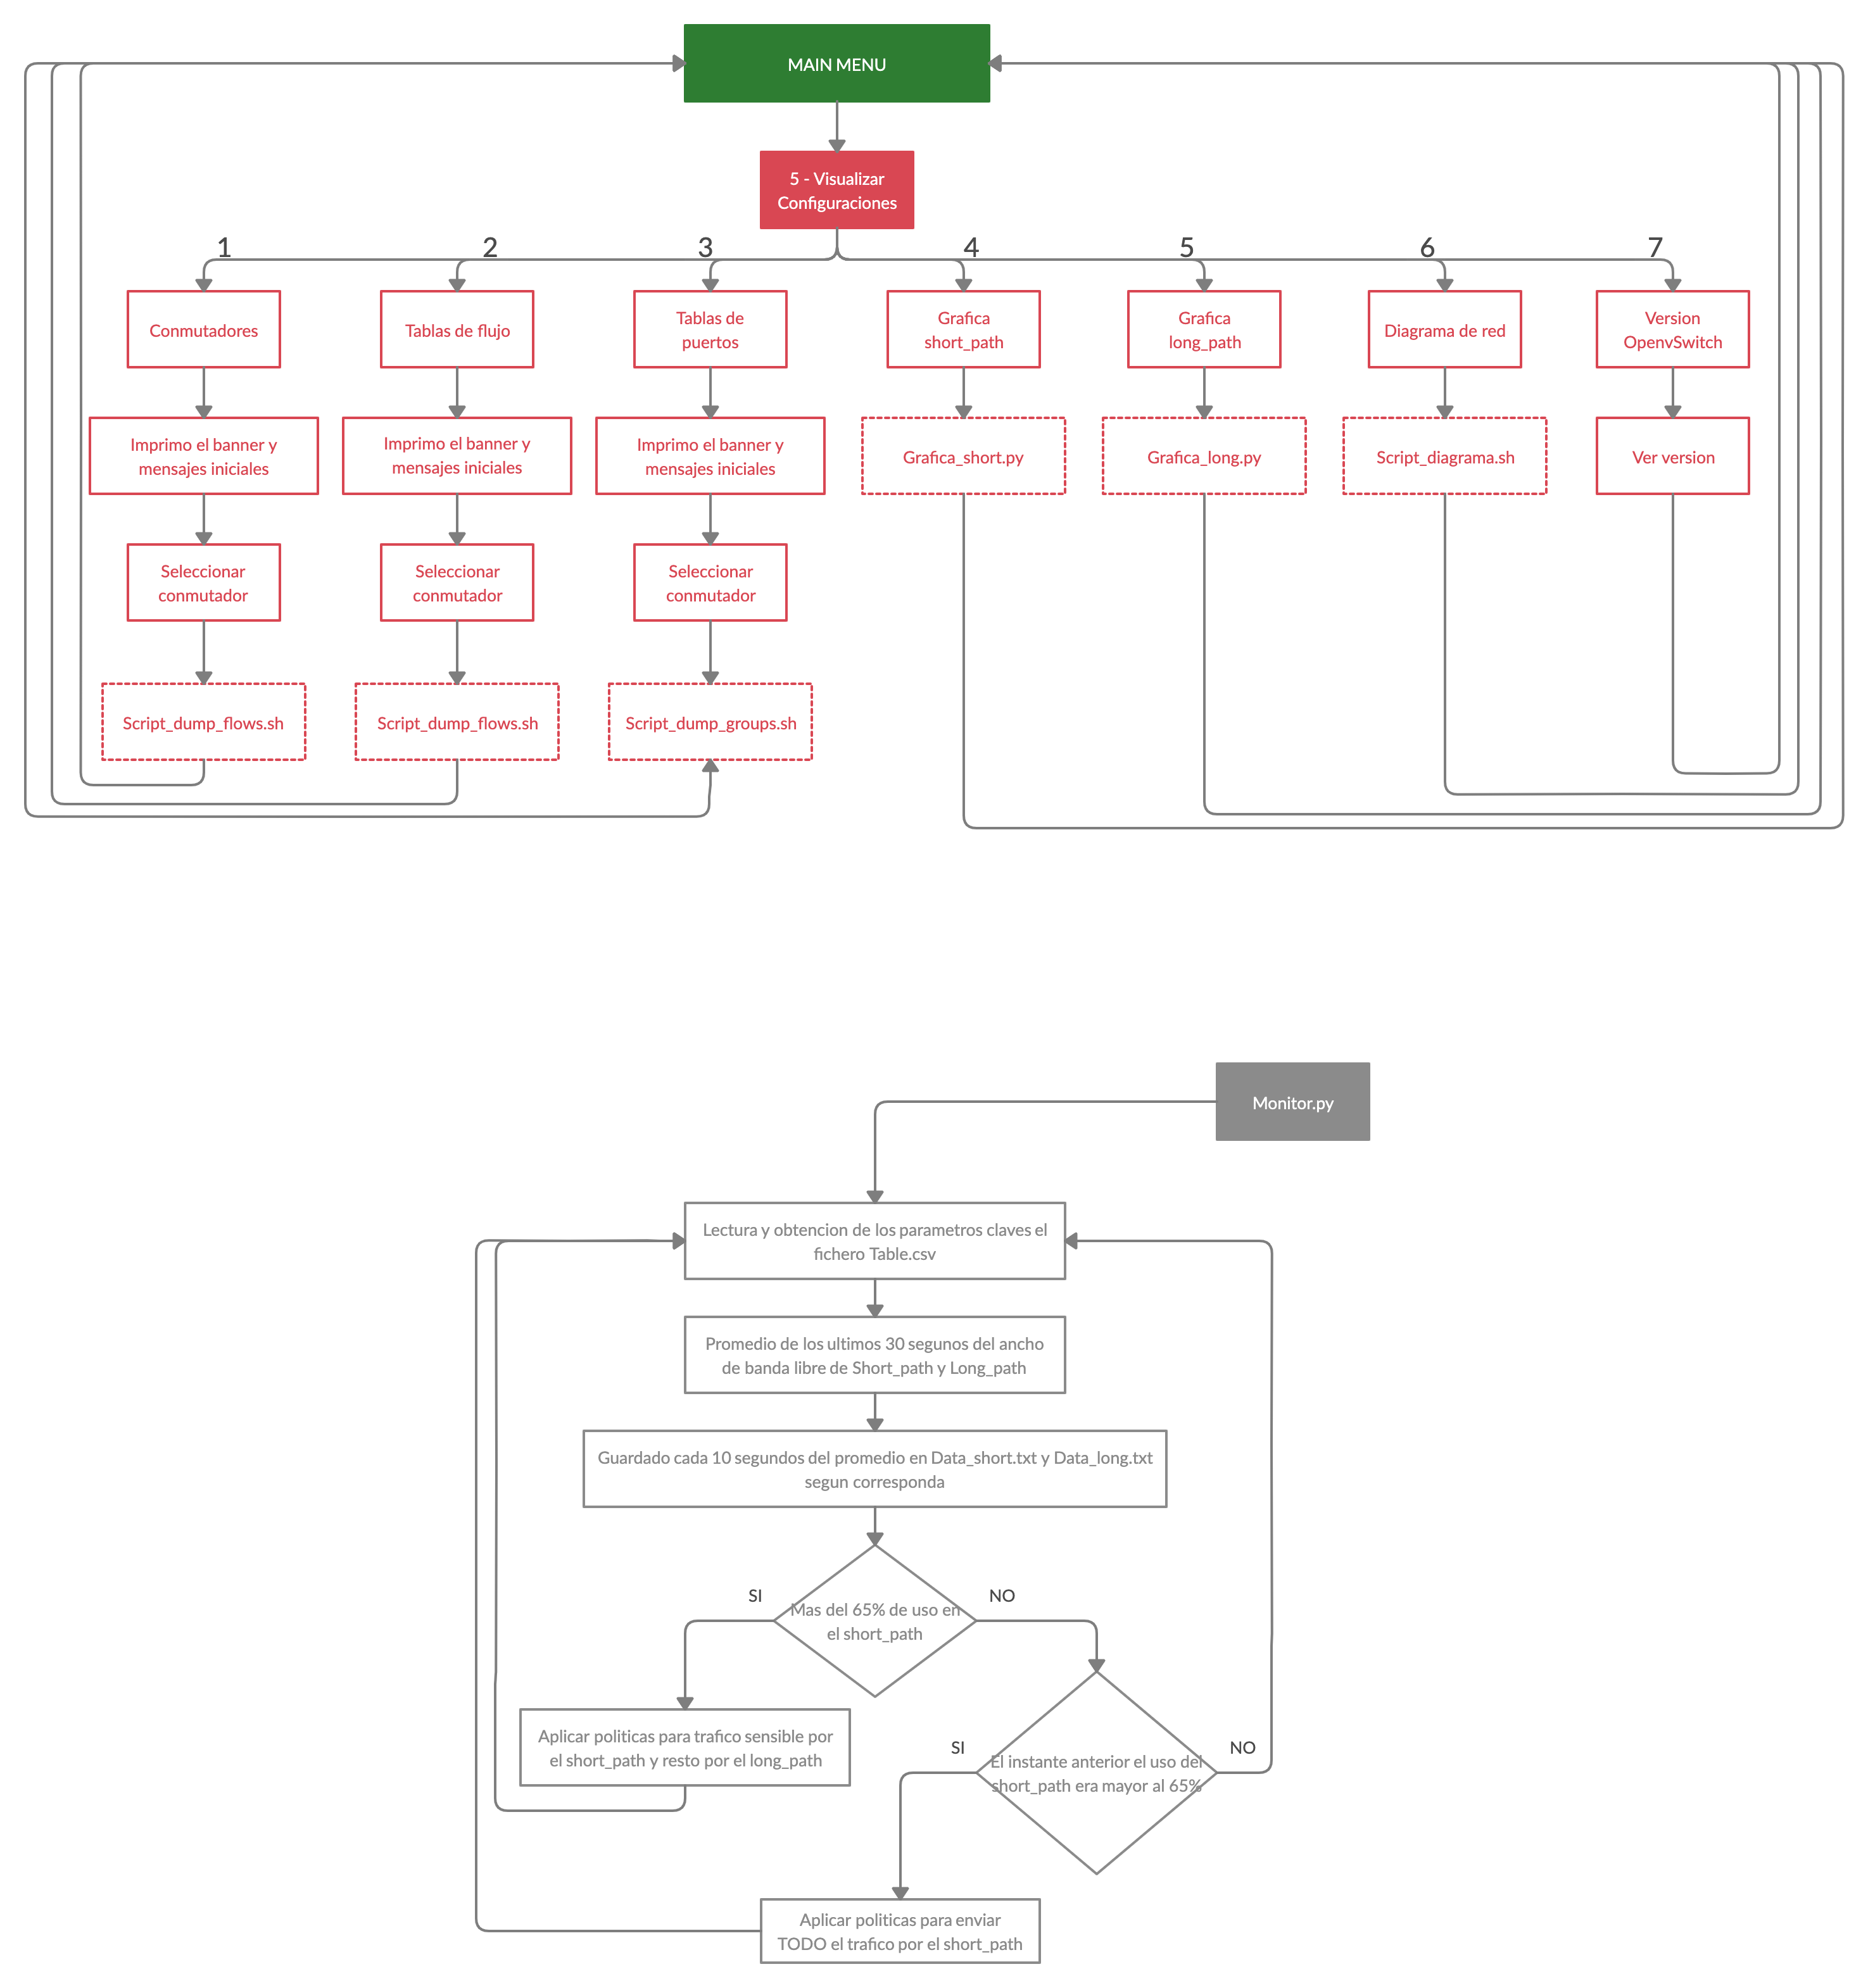 MAIN MENU
5 - Visualizar
Configuraciones
1
2
3
4
5
6
7
Conmutadores
Tablas de flujo
Tablas de
puertos
Grafica
short_path
Grafica
long_path
Diagrama de red
Version
OpenvSwitch
Imprimo el banner y
mensajes iniciales
Imprimo el banner y
mensajes iniciales
Imprimo el banner y
mensajes iniciales
Grafica_short.py
Grafica_long.py
Script_diagrama.sh
Ver version
Seleccionar
conmutador
Seleccionar
conmutador
Seleccionar
conmutador
Script_dump_flows.sh
Script_dump_flows.sh
Script_dump_groups.sh
Monitor.py
Lectura y obtencion de los parametros claves el
fichero Table.csv
Promedio de los ultimos 30 segunos del ancho
de banda libre de Short_path y Long_path
Guardado cada 10 segundos del promedio en Data_short.txt y Data_long.txt
segun corresponda
SI
NO
Mas del 65% de uso en
el short_path
Aplicar politicas para trafico sensible por
el short_path y resto por el long_path
SI
NO
El instante anterior el uso del
short_path era mayor al 65%
Aplicar politicas para enviar
TODO el trafico por el short_path